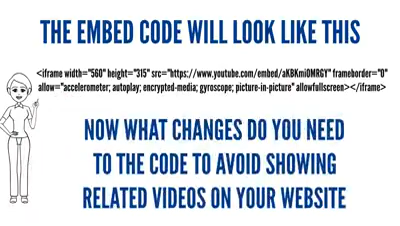 THE EMBED CODE WILL LOOK LIKE THIS
<iframe width="560" height="315" src="https://www.youtube.com/embed/aKBKmi0MRGY" frameborder="0"
allow="accelerometer; autoplay; encrypted-media; gyroscope; picture-in-picture" allowfullscreen></iframe>
NOW WHAT CHANGES DO YOU NEED
TO THE CODE TO AVOID SHOWING
RELATED VIDEOS ON YOUR WEBSITE